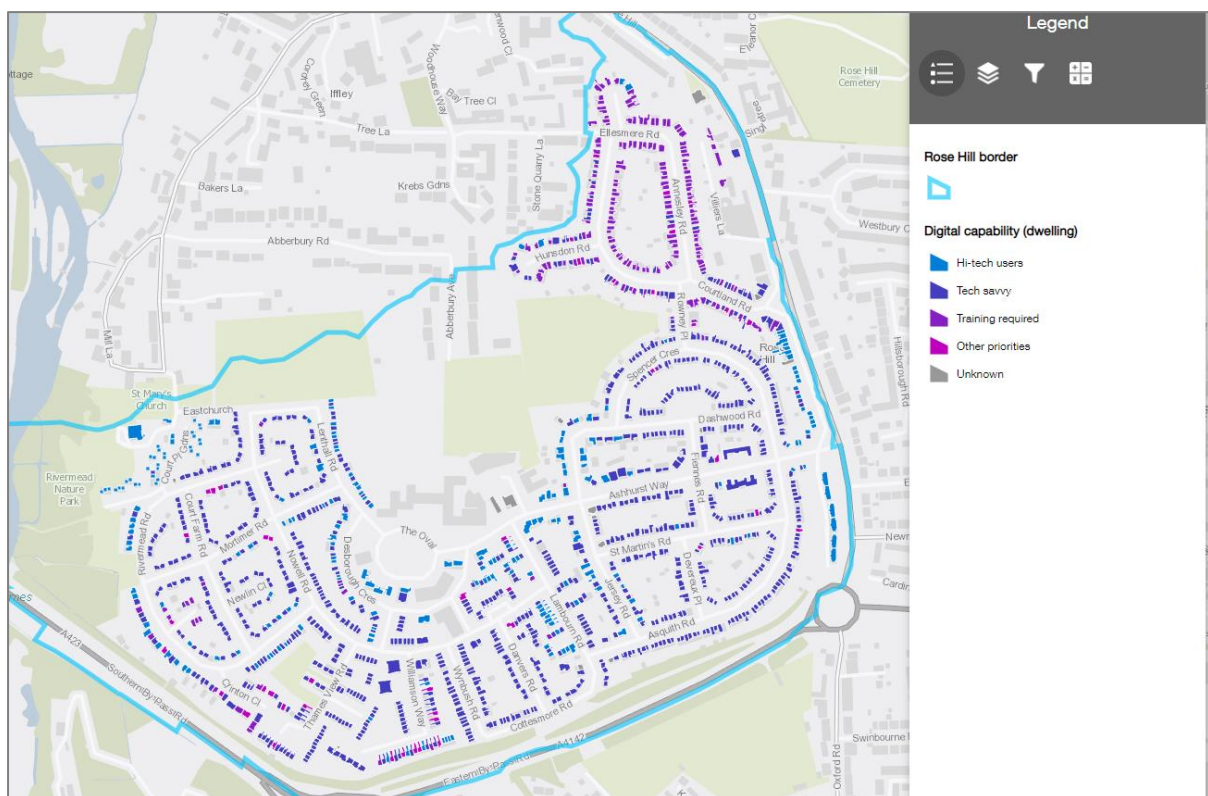 Legend
Rose Hill border
Digital capability (dwelling)
Hi-tech users
Tech savvy
Training required
Other priorities
Unknown
Iffley
Cordrey Green
Woodhouse Way
Bay Tree Cl
Tree La
Bakers La
Krebs Gdns
Stone Quarry La
Abberbury Rd
Abberbury Ave
Mill La
Rose Hill
Cemetery
Ellesmere Rd
Annesley Rd
Villiers La
Westbury C
Hunsdon Rd
Courtland Rd
Rowney Pl
Hillsborough Rd
Spencer Cres
Dashwood Rd
Fiennes Rd
Ashhurst Way
St Martin's Rd
Devereux Pl
Jersey Rd
Asquith Rd
Lambourn Rd
Danvers Rd
Cottesmore Rd
Wynbush Rd
Williamson Way
Thames View Rd
Clinton Cl
St Mary's
Church
Eastchurch
Court Pl Gdns
Rivermead
Nature
Park
Rivermead Rd
Court Farm Rd
Mortimer Rd
Newlin Cl
Nowell Rd
Lenthall Rd
Desborough Cres
The Oval
A423
Southern By-Pass Rd
Eastern By-Pass Rd
A4142
Oxford Rd